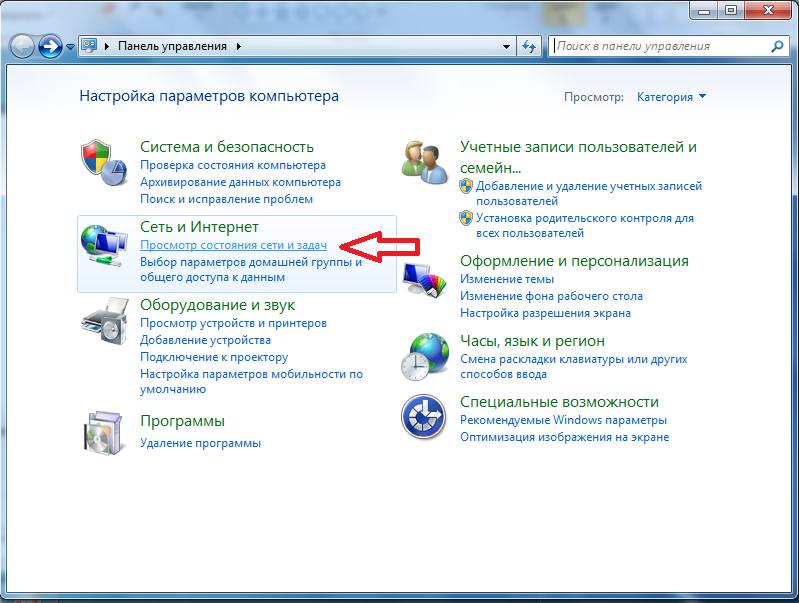 Панель управления
Поиск в панели управления
Настройка параметров компьютера
Просмотр:
Категория
Система и безопасность
Проверка состояния компьютера
Архивирование данных компьютера
Поиск и исправление проблем
Сеть и Интернет
Просмотр состояния сети и задач
Выбор параметров домашней группы и
общего доступа к данным
Оборудование и звук
Просмотр устройств и принтеров
Добавление устройства
Подключение к проектору
Настройка параметров мобильности по
умолчанию
Программы
Удаление программы
Учетные записи пользователей и
семейн...
Добавление и удаление учетных записей
пользователей
Установка родительского контроля для
всех пользователей
Оформление и персонализация
Изменение темы
Изменение фона рабочего стола
Настройка разрешения экрана
Часы, язык и регион
Смена раскладки клавиатуры или других
способов ввода
Специальные возможности
Рекомендуемые Windows параметры
Оптимизация изображения на экране